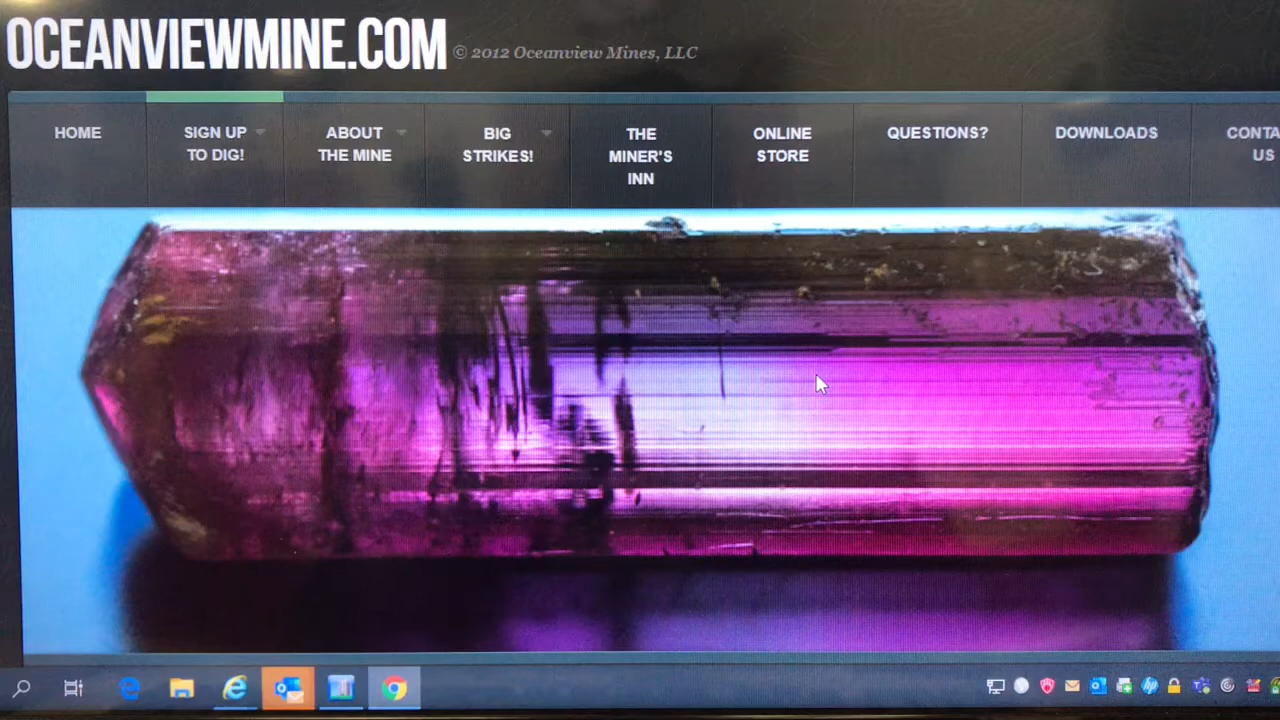 OCEANVIEWMINE.COM
© 2012 Oceanview Mines, LLC
HOME
SIGN UP
TO DIG!
ABOUT
THE MINE
BIG
STRIKES!
THE
MINER'S
INN
ONLINE
STORE
QUESTIONS?
DOWNLOADS
CONTA
US